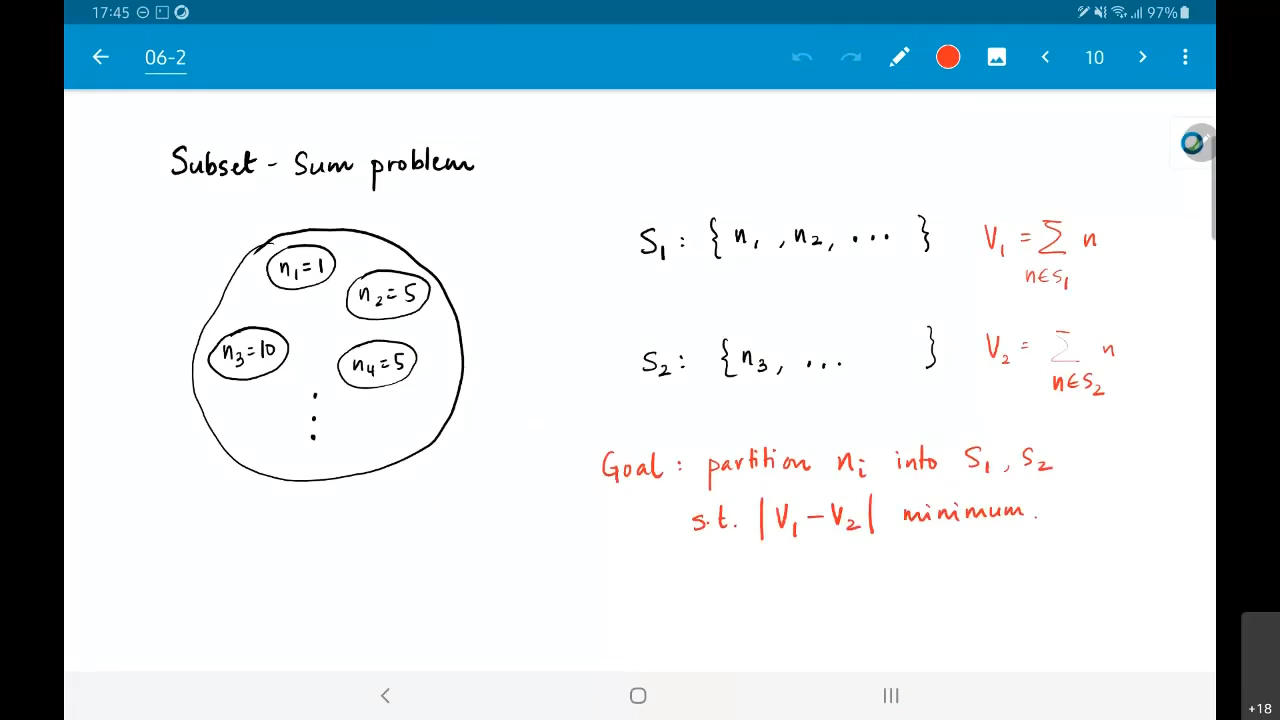 17:45 97%
06-2 10
Subset - Sum problem
n₁=1
n₂=5
n₃=10
n₄=5
⋮
S₁ : { n₁ , n₂, ... } V₁ = ∑ n
n∈S₁
S₂ : { n₃, ... } V₂ = ∑ n
n∈S₂
Goal : partition nᵢ into S₁, S₂
s.t. |V₁ - V₂| minimum.
+18